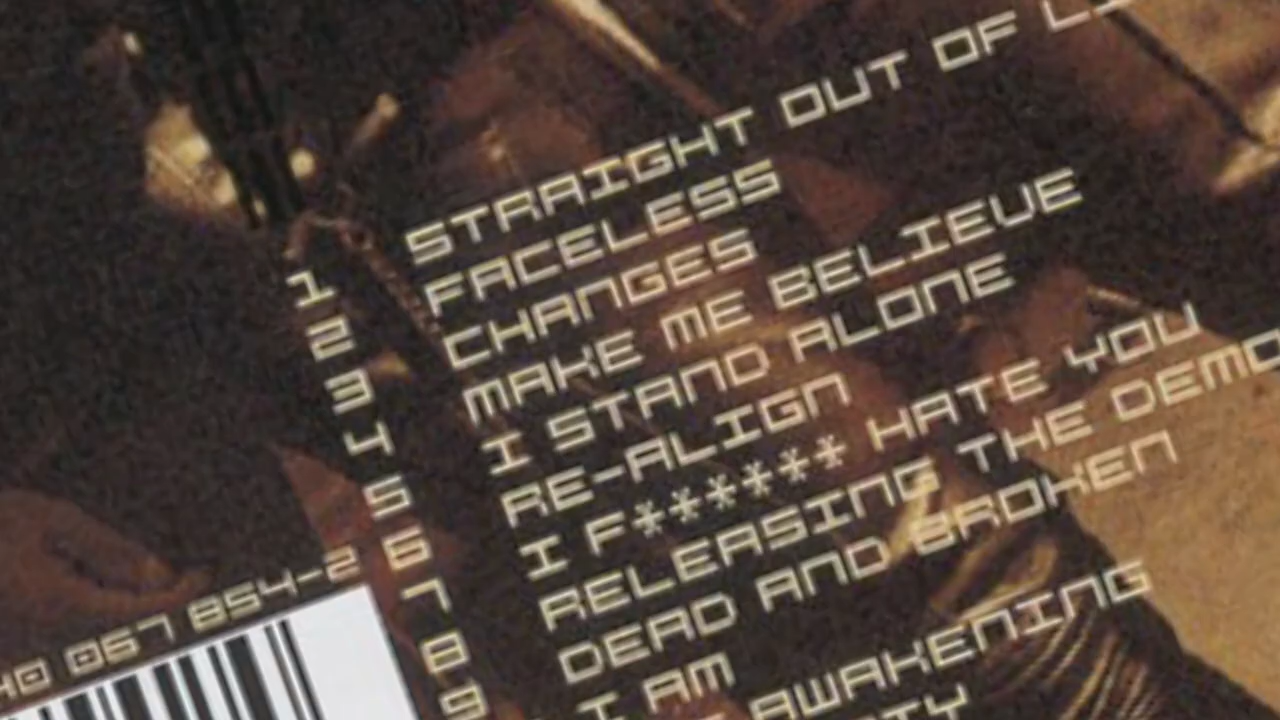 STRAIGHT OUT OF
1 FACELESS
2 CHANGES
3 MAKE ME BELIEVE
4 I STAND ALONE
5 RE-ALIGN
6 I F****** HATE YOU
7 RELEASING THE
8 DEAD AND BROKEN
9 I AM
AWAKENING
067 854-2